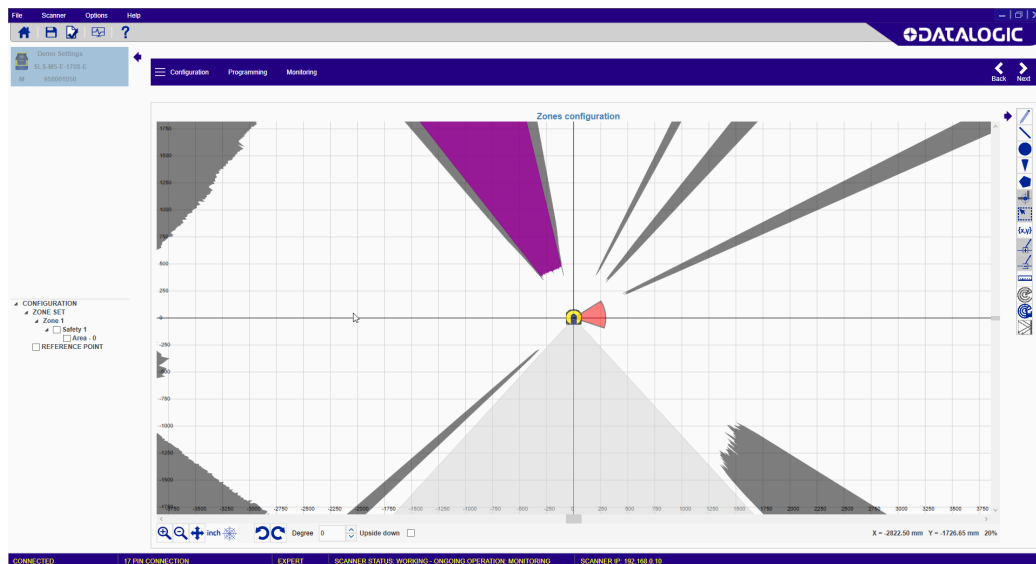 File Scanner Options Help
DATALOGIC
Demo Settings
SLS-M5-E-1708-E
M 958001050
Configuration Programming Monitoring
Back Next
Zones configuration
1750
1500
1250
1000
750
500
250
0
-250
-500
-750
-1000
-1250
-1500
-1750
-3750 -3500 -3250 -3000 -2750 -2500 -2250 -2000 -1750 -1500 -1250 -1000 -750 -500 -250 0 250 500 750 1000 1250 1500 1750 2000 2250 2500 2750 3000 3250 3500 3750
{x,y}
CONFIGURATION
ZONE SET
Zone 1
Safety 1
Area - 0
REFERENCE POINT
inch Degree 0 Upside down
X = -2822.50 mm Y = -1726.65 mm 20%
CONNECTED 17 PIN CONNECTION EXPERT SCANNER STATUS: WORKING - ONGOING OPERATION: MONITORING SCANNER IP: 192.168.0.10